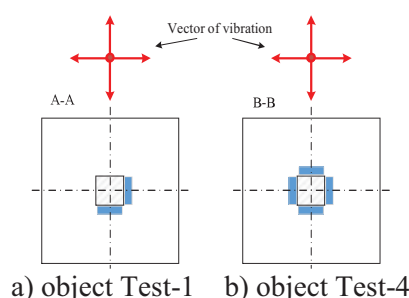 Vector of vibration
A-A
B-B
a) object Test-1
b) object Test-4